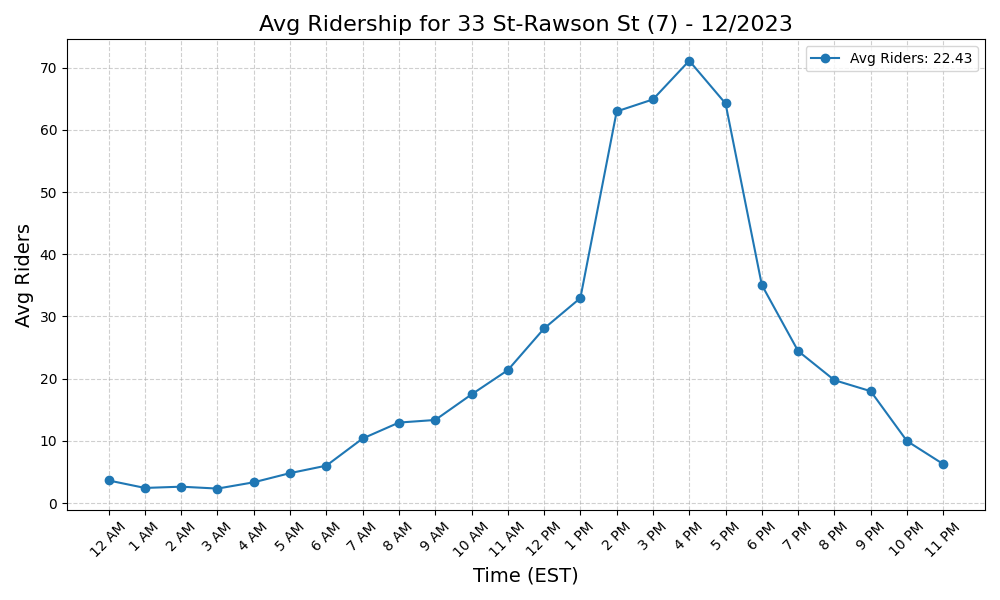 Avg Ridership for 33 St-Rawson St (7) - 12/2023
Avg Riders: 22.43
Avg Riders
70
60
50
40
30
20
10
0
12 AM
1 AM
2 AM
3 AM
4 AM
5 AM
6 AM
7 AM
8 AM
9 AM
10 AM
11 AM
12 PM
1 PM
2 PM
3 PM
4 PM
5 PM
6 PM
7 PM
8 PM
9 PM
10 PM
11 PM
Time (EST)